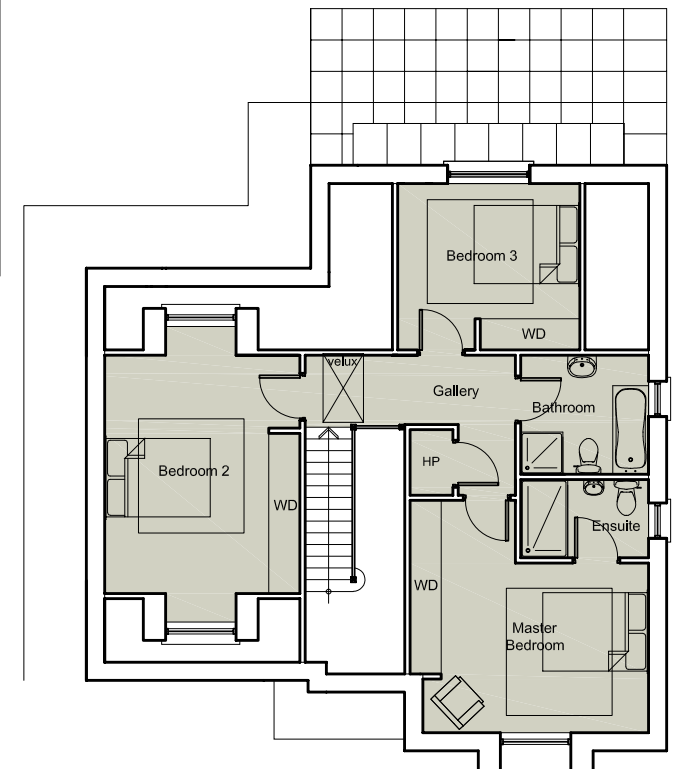 Bedroom 3
WD
velux
Gallery
Bathroom
Bedroom 2
HP
WD
Ensuite
WD
Master
Bedroom